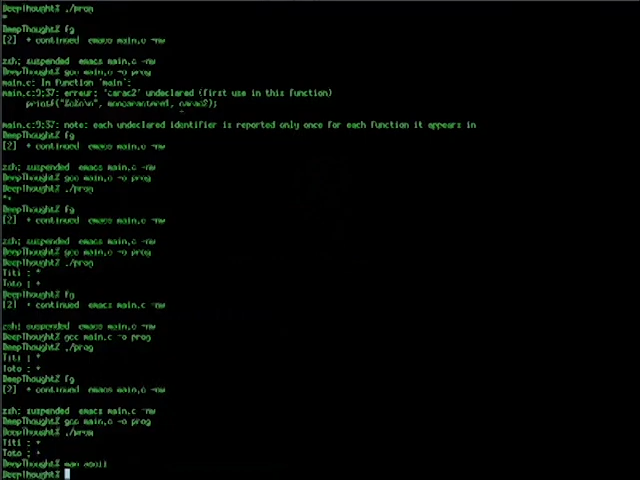 DeepThought% ./prog
*
DeepThought% fg
[2]  + continued  emacs main.c -nw

zsh: suspended  emacs main.c -nw
DeepThought% gcc main.c -o prog
main.c: In function 'main':
main.c:9:37: error: 'carac2' undeclared (first use in this function)
printf("%c%c\n", moncaractere1, carac2);
^
main.c:9:37: note: each undeclared identifier is reported only once for each function it appears in
DeepThought% fg
[2]  + continued  emacs main.c -nw

zsh: suspended  emacs main.c -nw
DeepThought% gcc main.c -o prog
DeepThought% ./prog
**
DeepThought% fg
[2]  + continued  emacs main.c -nw

zsh: suspended  emacs main.c -nw
DeepThought% gcc main.c -o prog
DeepThought% ./prog
Titi : *
Toto : *
DeepThought% fg
[2]  + continued  emacs main.c -nw

zsh: suspended  emacs main.c -nw
DeepThought% gcc main.c -o prog
DeepThought% ./prog
Titi : *
Toto : *
DeepThought% fg
[2]  + continued  emacs main.c -nw

zsh: suspended  emacs main.c -nw
DeepThought% gcc main.c -o prog
DeepThought% ./prog
Titi : *
Toto : *
DeepThought% man ascii
DeepThought%